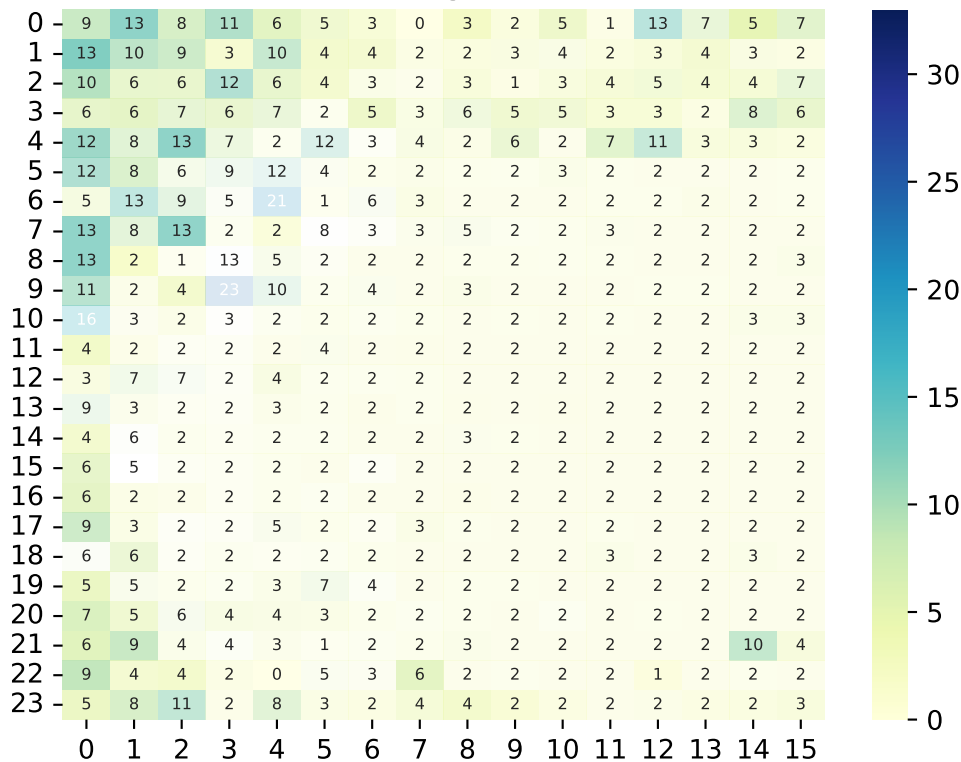 0 9 13 8 11 6 5 3 0 3 2 5 1 13 7 5 7
1 13 10 9 3 10 4 4 2 2 3 4 2 3 4 3 2
2 10 6 6 12 6 4 3 2 3 1 3 4 5 4 4 7
3 6 6 7 6 7 2 5 3 6 5 5 3 3 2 8 6
4 12 8 13 7 2 12 3 4 2 6 2 7 11 3 3 2
5 12 8 6 9 12 4 2 2 2 2 3 2 2 2 2 2
6 5 13 9 5 21 1 6 3 2 2 2 2 2 2 2 2
7 13 8 13 2 2 8 3 3 5 2 2 3 2 2 2 2
8 13 2 1 13 5 2 2 2 2 2 2 2 2 2 2 3
9 11 2 4 23 10 2 4 2 3 2 2 2 2 2 2 2
10 16 3 2 3 2 2 2 2 2 2 2 2 2 2 3 3
11 4 2 2 2 2 4 2 2 2 2 2 2 2 2 2 2
12 3 7 7 2 4 2 2 2 2 2 2 2 2 2 2 2
13 9 3 2 2 3 2 2 2 2 2 2 2 2 2 2 2
14 4 6 2 2 2 2 2 2 3 2 2 2 2 2 2 2
15 6 5 2 2 2 2 2 2 2 2 2 2 2 2 2 2
16 6 2 2 2 2 2 2 2 2 2 2 2 2 2 2 2
17 9 3 2 2 5 2 2 3 2 2 2 2 2 2 2 2
18 6 6 2 2 2 2 2 2 2 2 2 3 2 2 3 2
19 5 5 2 2 3 7 4 2 2 2 2 2 2 2 2 2
20 7 5 6 4 4 3 2 2 2 2 2 2 2 2 2 2
21 6 9 4 4 3 1 2 2 3 2 2 2 2 2 10 4
22 9 4 4 2 0 5 3 6 2 2 2 2 1 2 2 2
23 5 8 11 2 8 3 2 4 4 2 2 2 2 2 2 3
0 1 2 3 4 5 6 7 8 9 10 11 12 13 14 15
30
25
20
15
10
5
0